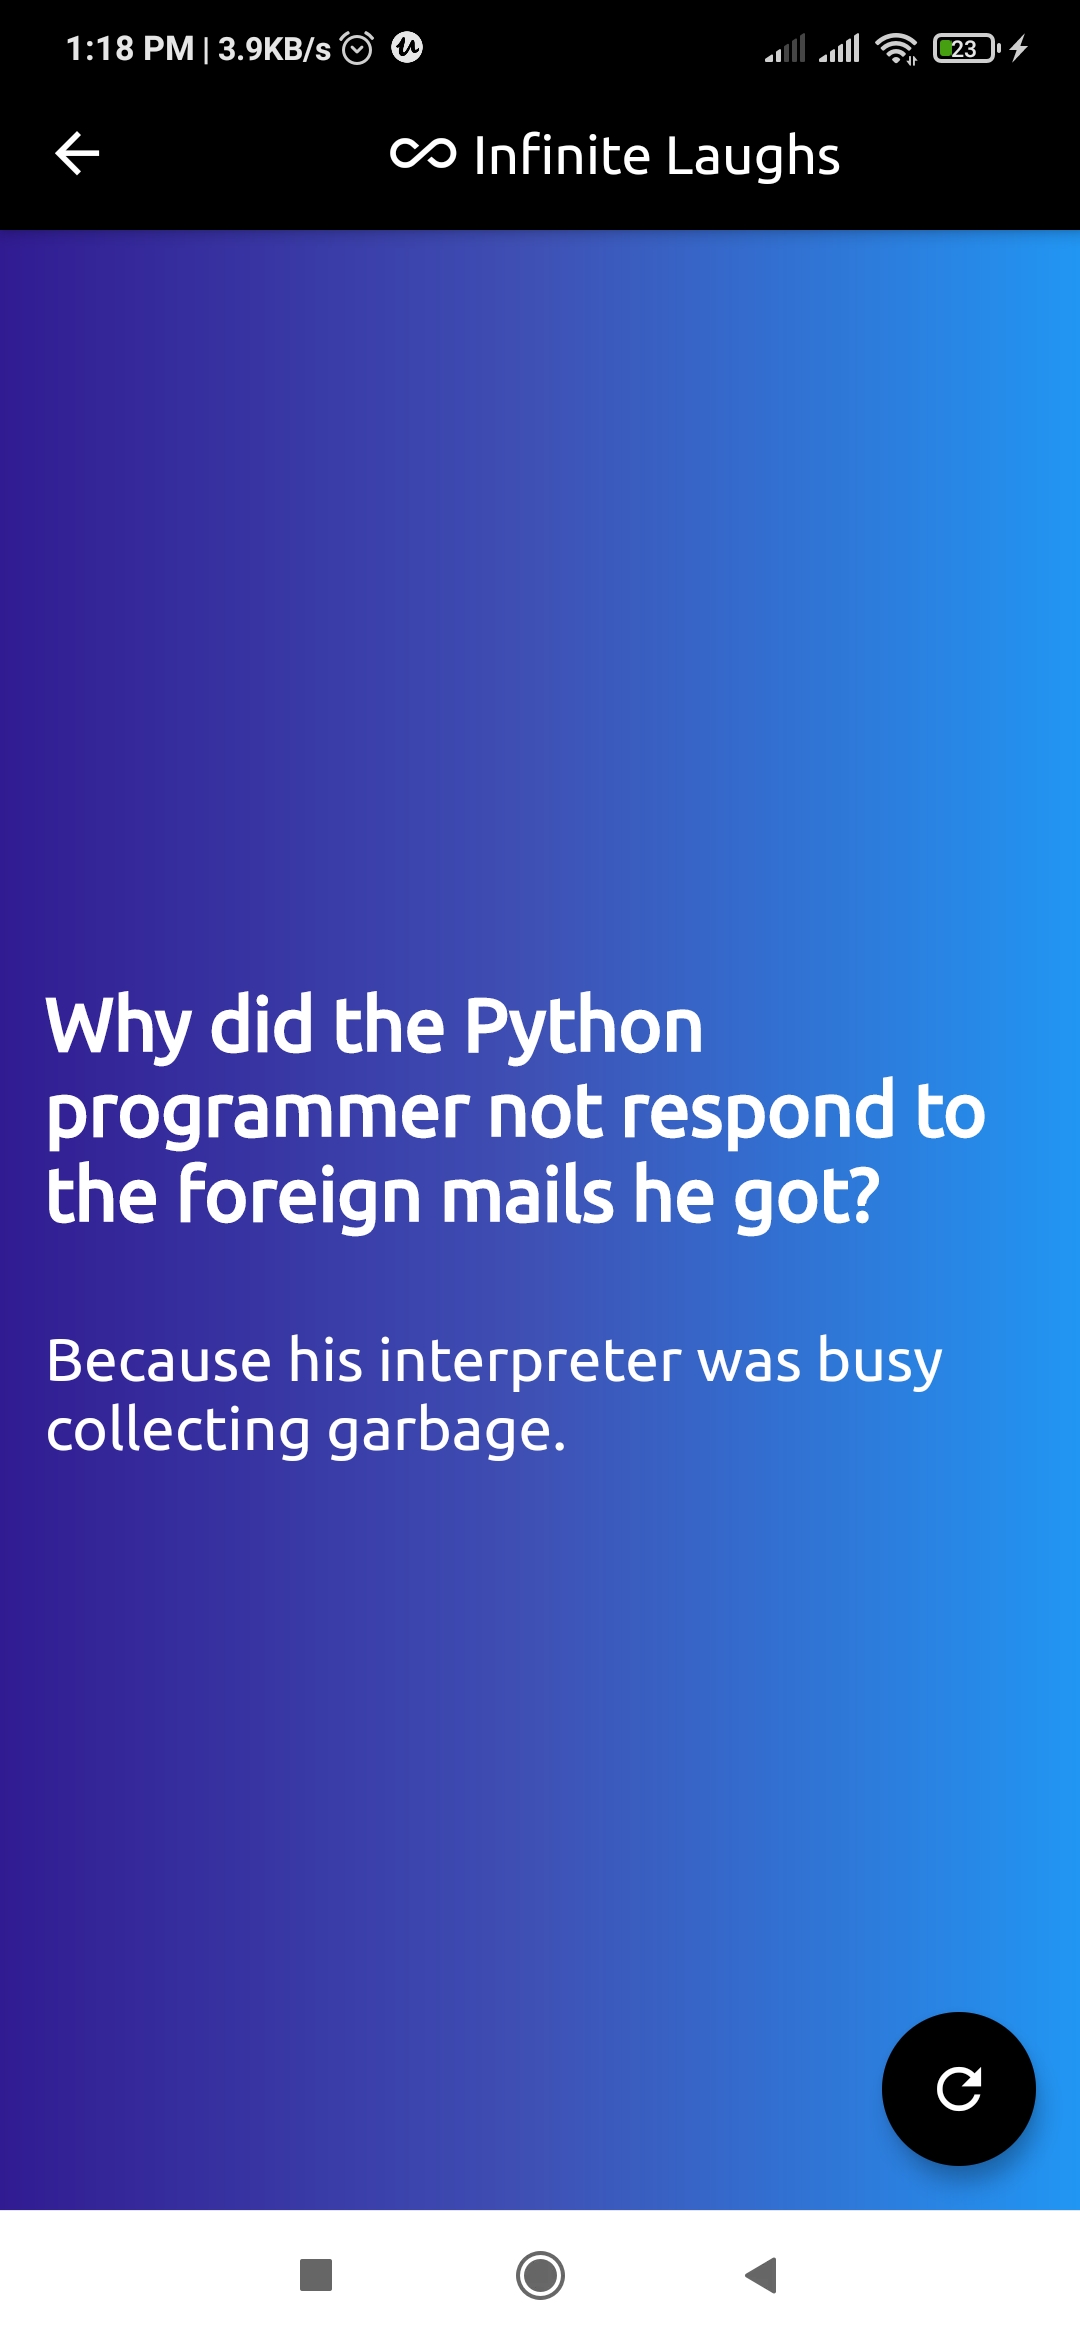 1:18 PM | 3.9KB/s
23
Infinite Laughs
Why did the Python
programmer not respond to
the foreign mails he got?
Because his interpreter was busy
collecting garbage.